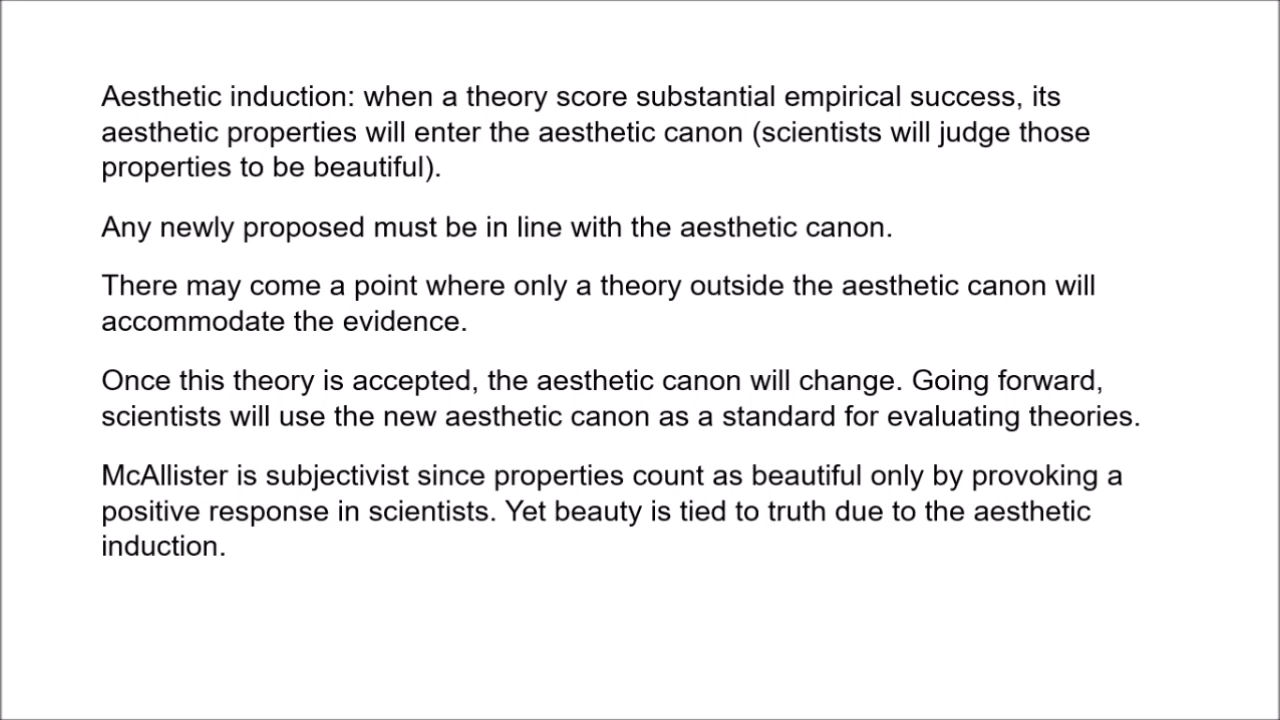 Aesthetic induction: when a theory score substantial empirical success, its
aesthetic properties will enter the aesthetic canon (scientists will judge those
properties to be beautiful).
Any newly proposed must be in line with the aesthetic canon.
There may come a point where only a theory outside the aesthetic canon will
accommodate the evidence.
Once this theory is accepted, the aesthetic canon will change. Going forward,
scientists will use the new aesthetic canon as a standard for evaluating theories.
McAllister is subjectivist since properties count as beautiful only by provoking a
positive response in scientists. Yet beauty is tied to truth due to the aesthetic
induction.